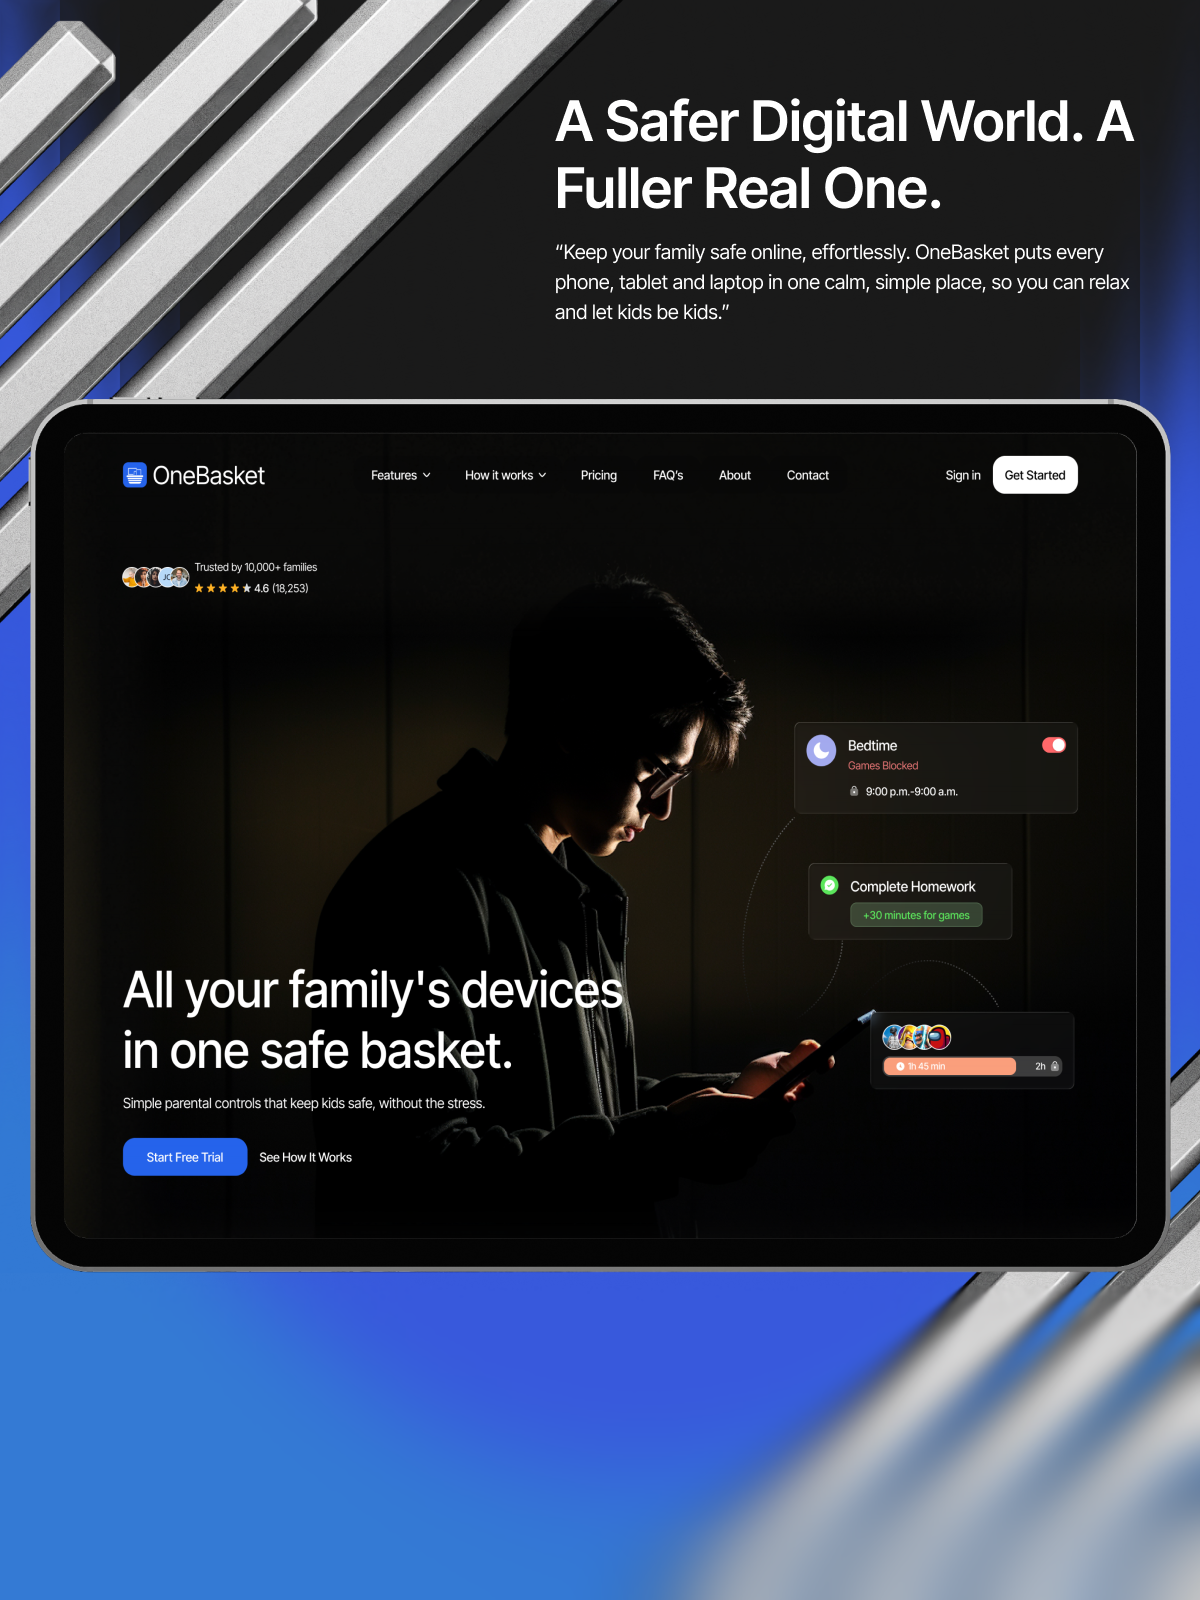 A Safer Digital World. A
Fuller Real One.
“Keep your family safe online, effortlessly. OneBasket puts every
phone, tablet and laptop in one calm, simple place, so you can relax
and let kids be kids.”
OneBasket
Features
How it works
Pricing
FAQ's
About
Contact
Sign in
Get Started
JC
Trusted by 10,000+ families
4.6 (18,253)
Bedtime
Games Blocked
9:00 p.m.-9:00 a.m.
Complete Homework
+30 minutes for games
1h 45 min
2h
All your family's devices
in one safe basket.
Simple parental controls that keep kids safe, without the stress.
Start Free Trial
See How It Works